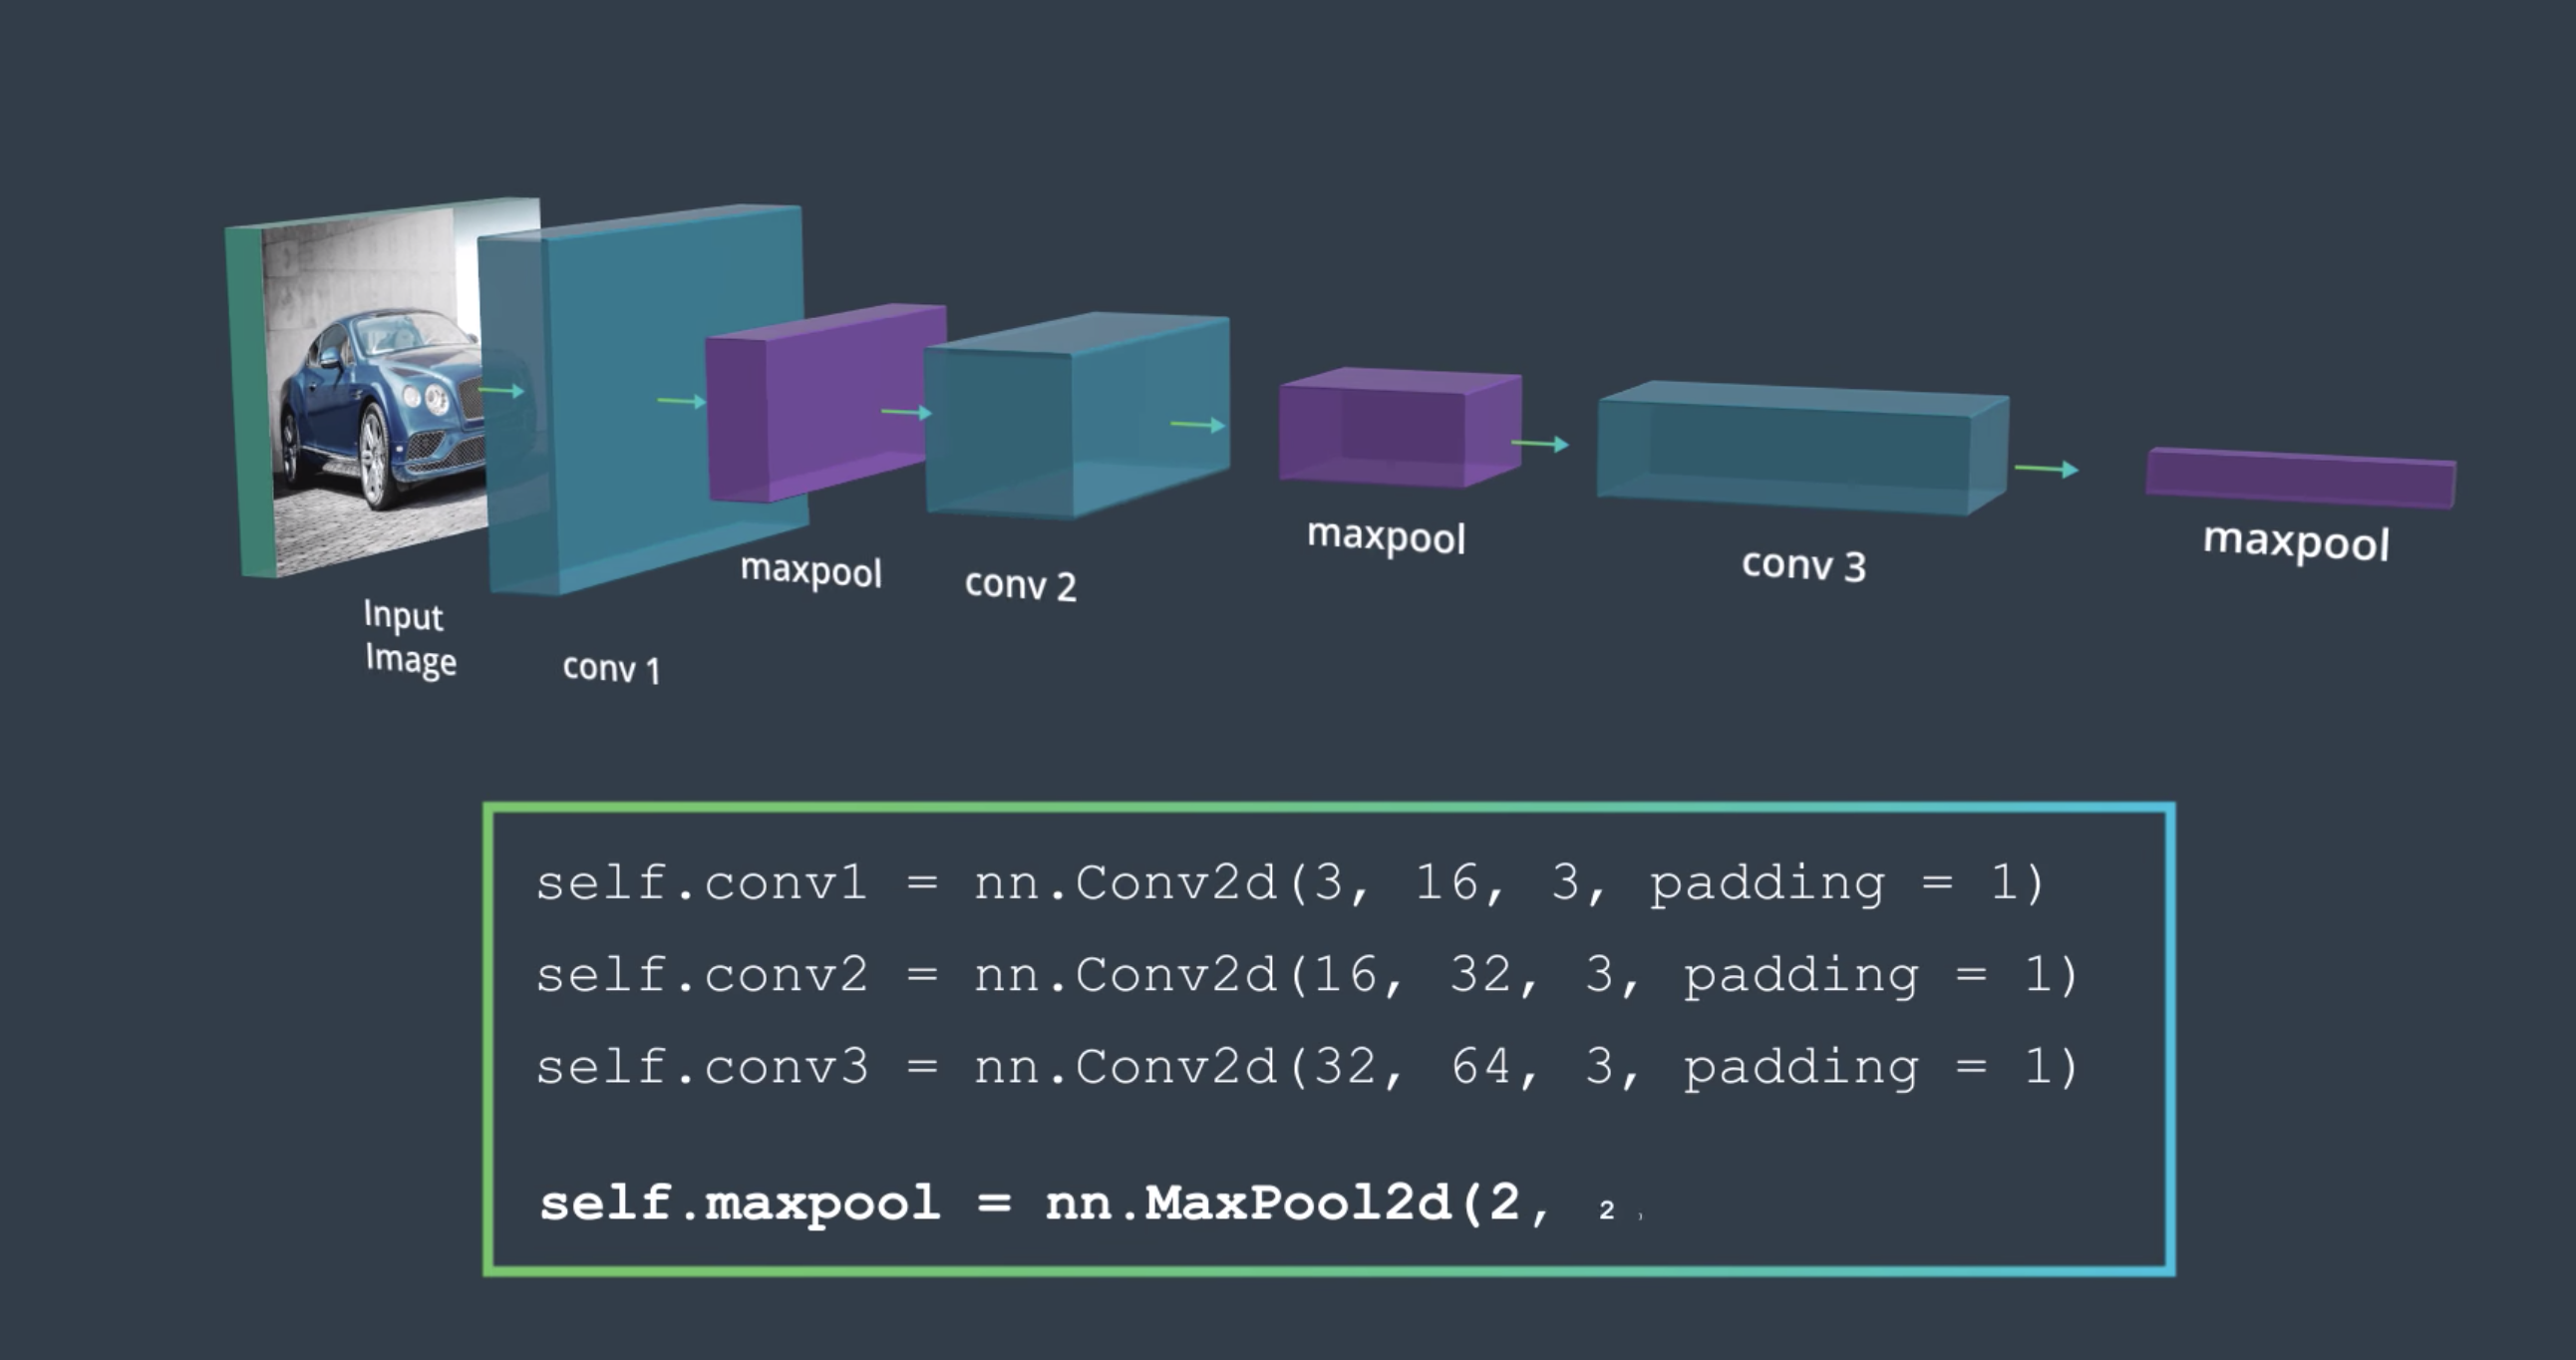 Input
Image
conv 1
maxpool
conv 2
maxpool
conv 3
maxpool
self.conv1 = nn.Conv2d(3, 16, 3, padding = 1)
self.conv2 = nn.Conv2d(16, 32, 3, padding = 1)
self.conv3 = nn.Conv2d(32, 64, 3, padding = 1)
self.maxpool = nn.MaxPool2d(2, 2 )